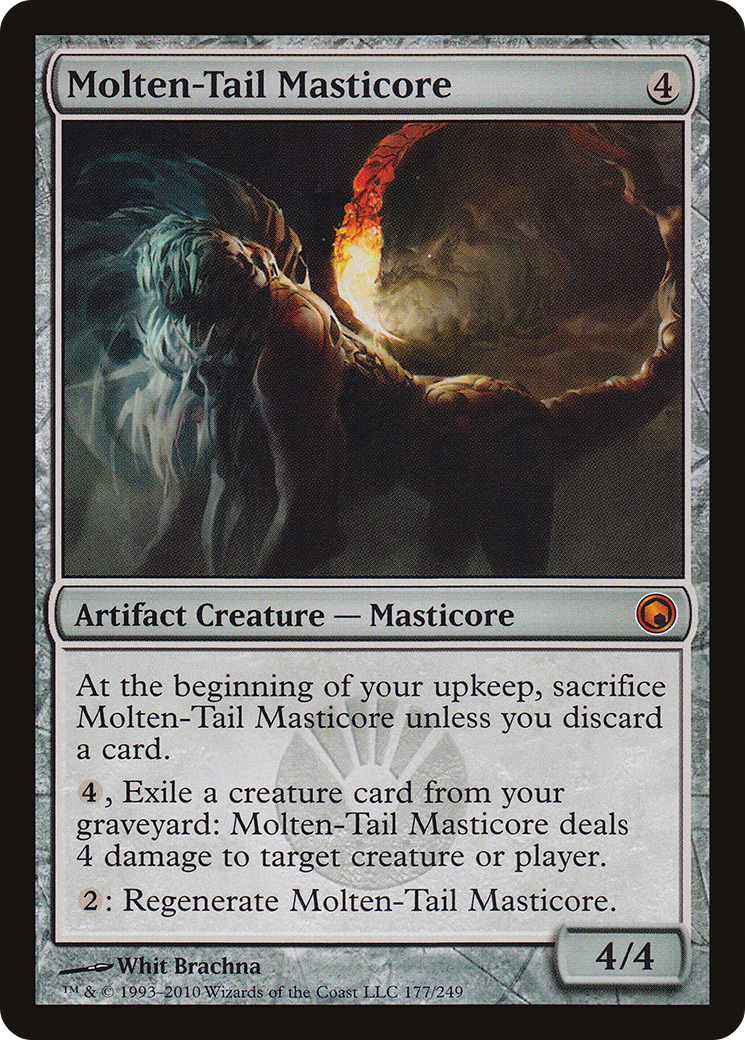 Molten-Tail Masticore
4
Artifact Creature — Masticore
At the beginning of your upkeep, sacrifice
Molten-Tail Masticore unless you discard
a card.
4, Exile a creature card from your
graveyard: Molten-Tail Masticore deals
4 damage to target creature or player.
2: Regenerate Molten-Tail Masticore.
4/4
Whit Brachna
™ & © 1993–2010 Wizards of the Coast LLC 177/249